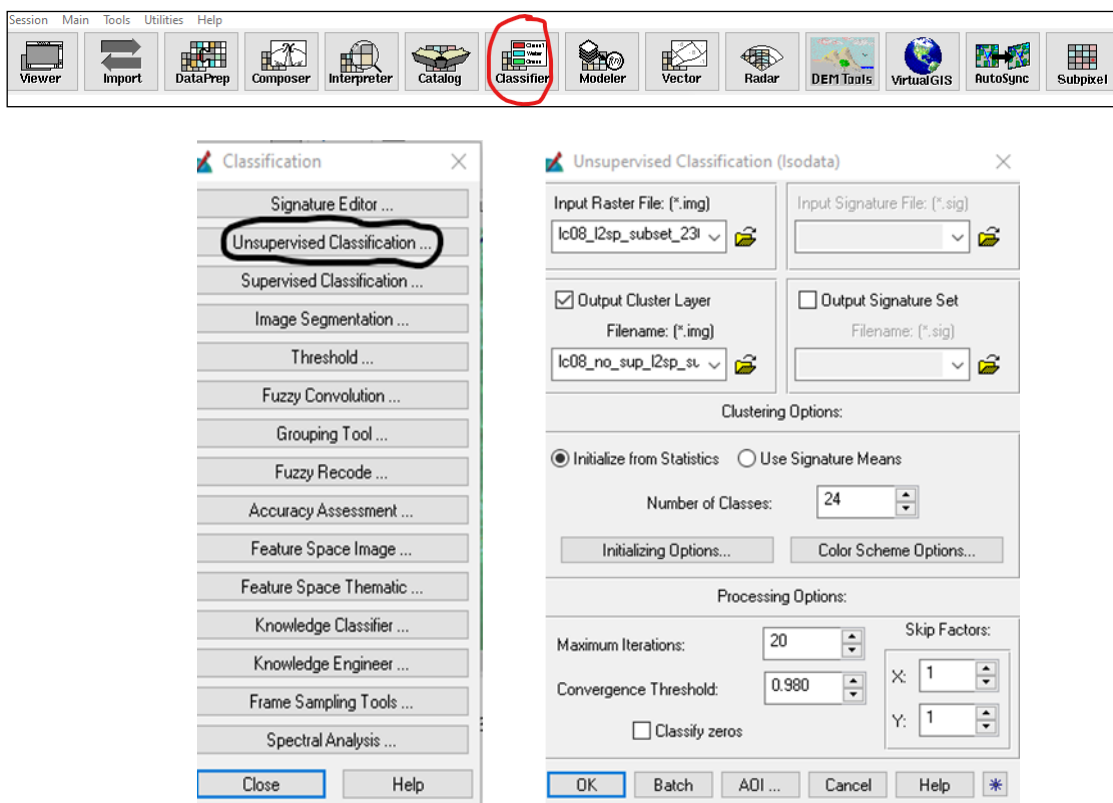 Session Main Tools Utilities Help
Viewer Import DataPrep Composer Interpreter Catalog Classifier Modeler Vector Radar DEM Tools VirtualGIS AutoSync Subpixel
Classification
Signature Editor ...
Unsupervised Classification ...
Supervised Classification ...
Image Segmentation ...
Threshold ...
Fuzzy Convolution ...
Grouping Tool ...
Fuzzy Recode ...
Accuracy Assessment ...
Feature Space Image ...
Feature Space Thematic ...
Knowledge Classifier ...
Knowledge Engineer ...
Frame Sampling Tools ...
Spectral Analysis ...
Close Help
Unsupervised Classification (Isodata)
Input Raster File: (*.img) Input Signature File: (*.sig)
lc08_l2sp_subset_23
Output Cluster Layer Output Signature Set
Filename: (*.img) Filename: (*.sig)
lc08_no_sup_l2sp_su
Clustering Options:
Initialize from Statistics Use Signature Means
Number of Classes: 24
Initializing Options... Color Scheme Options...
Processing Options:
Maximum Iterations: 20 Skip Factors:
Convergence Threshold: 0.980 X: 1
Classify zeros Y: 1
OK Batch AOI ... Cancel Help